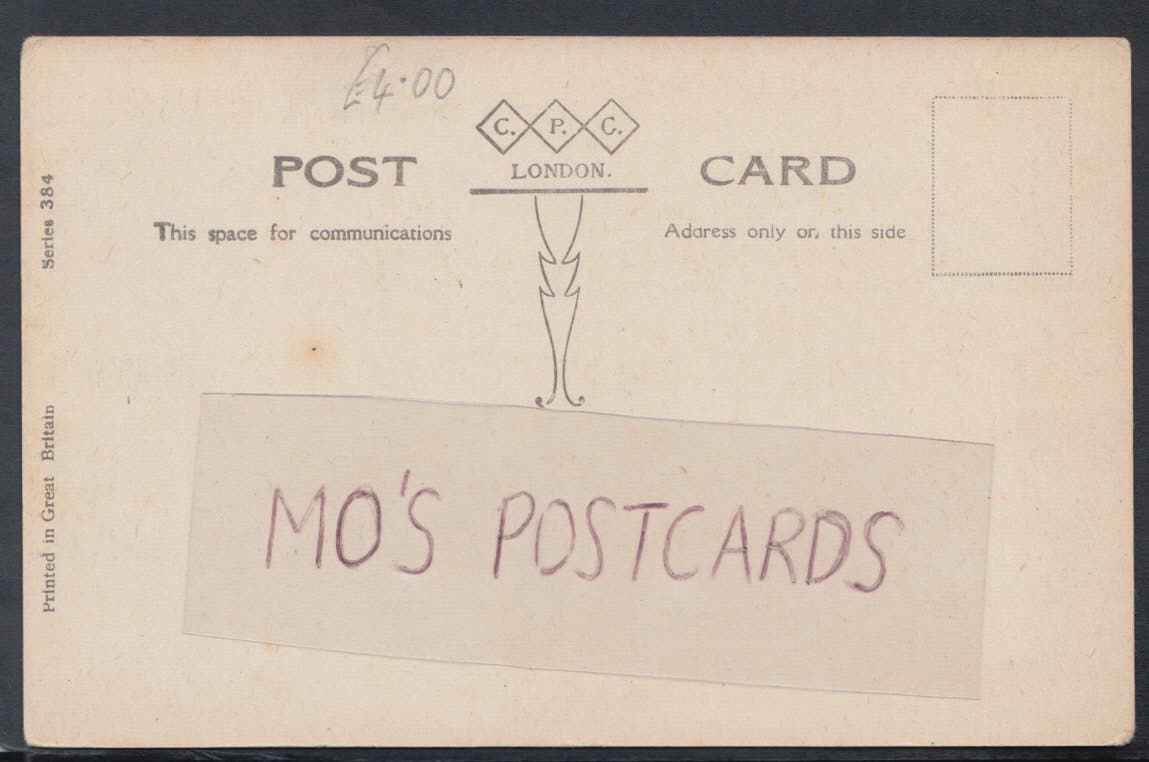 £4.00
C. P. C.
LONDON.
POST CARD
This space for communications
Address only on this side
Series 384
Printed in Great Britain
MO'S POSTCARDS